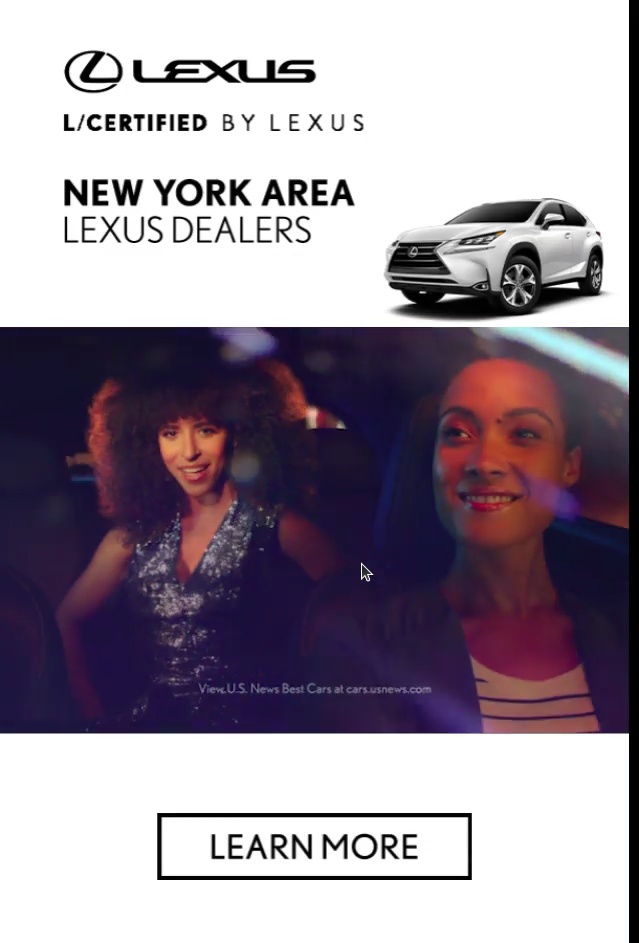 LEXUS
L/CERTIFIED BY LEXUS
NEW YORK AREA
LEXUS DEALERS
View U.S. News Best Cars at cars.usnews.com
LEARN MORE